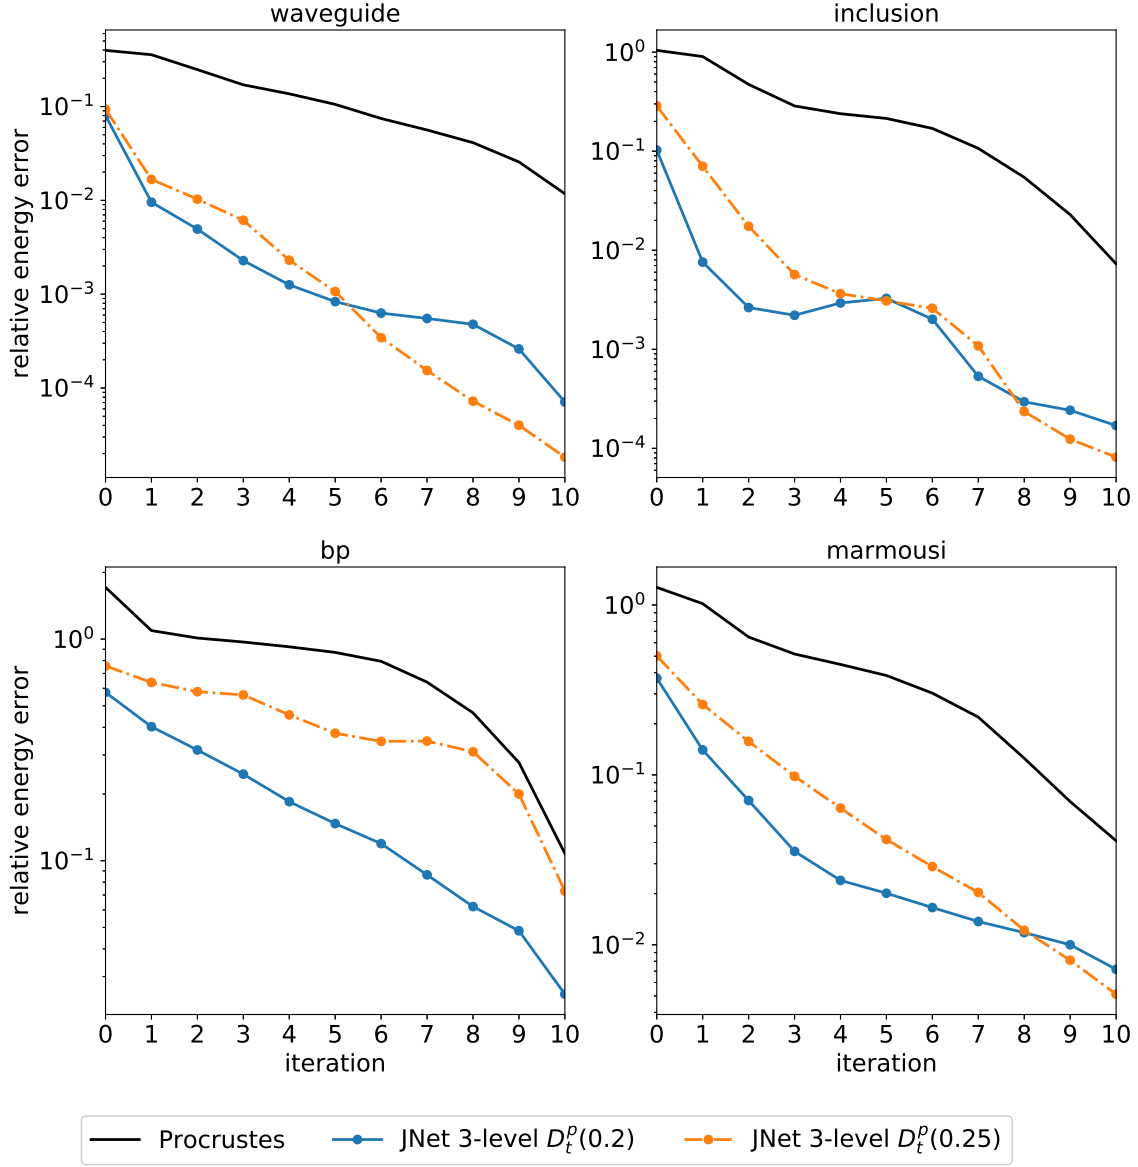 waveguide
inclusion
relative energy error
10^{-1}
10^{-2}
10^{-3}
10^{-4}
0 1 2 3 4 5 6 7 8 9 10
10^{0}
10^{-1}
10^{-2}
10^{-3}
10^{-4}
0 1 2 3 4 5 6 7 8 9 10
bp
marmousi
relative energy error
10^{0}
10^{-1}
0 1 2 3 4 5 6 7 8 9 10
iteration
10^{0}
10^{-1}
10^{-2}
0 1 2 3 4 5 6 7 8 9 10
iteration
Procrustes
JNet 3-level D_t^p(0.2)
JNet 3-level D_t^p(0.25)